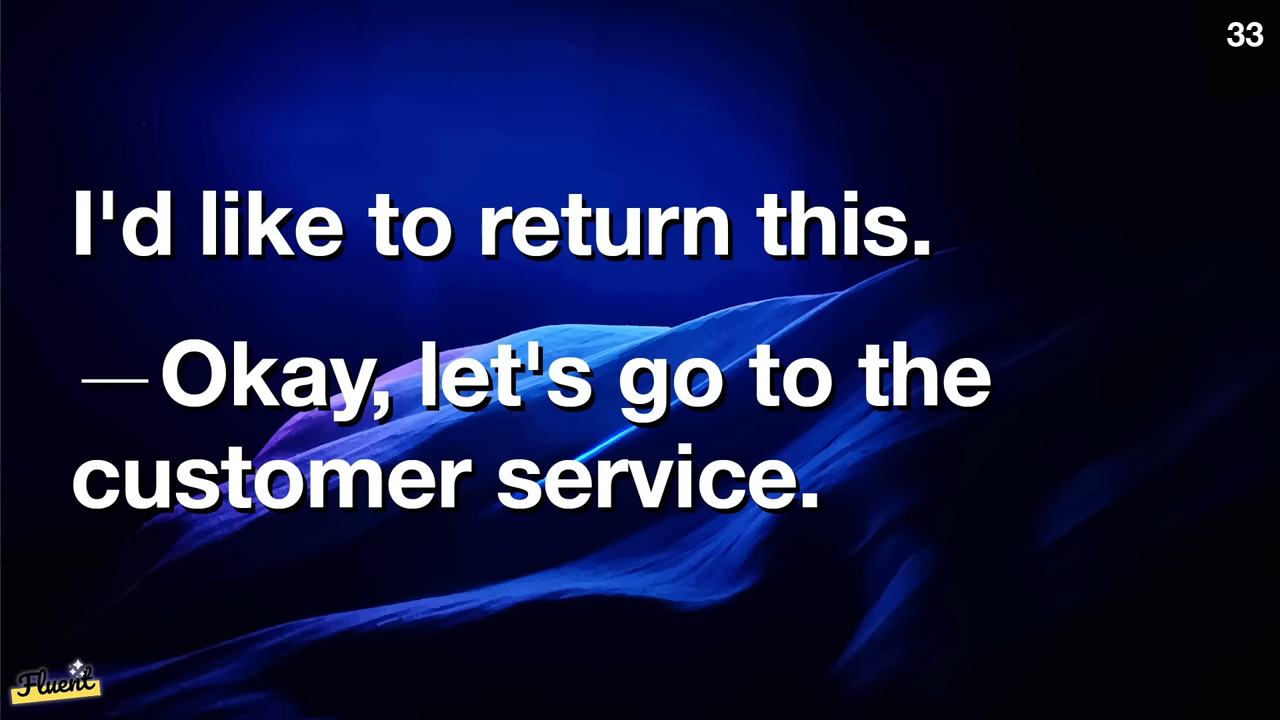 33
I'd like to return this.
—Okay, let's go to the
customer service.
Fluent